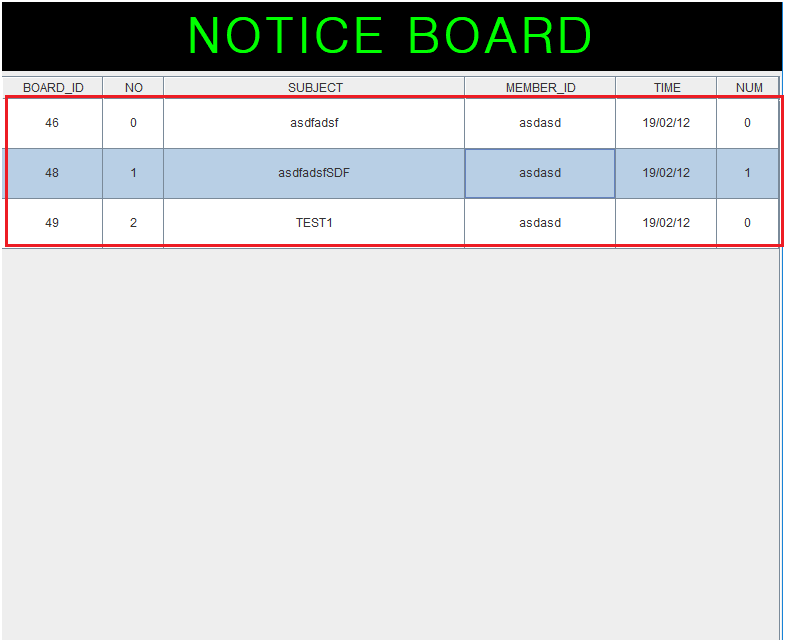 NOTICE BOARD
BOARD_ID NO SUBJECT MEMBER_ID TIME NUM
46 0 asdfadsf asdasd 19/02/12 0
48 1 asdfadsfSDF asdasd 19/02/12 1
49 2 TEST1 asdasd 19/02/12 0